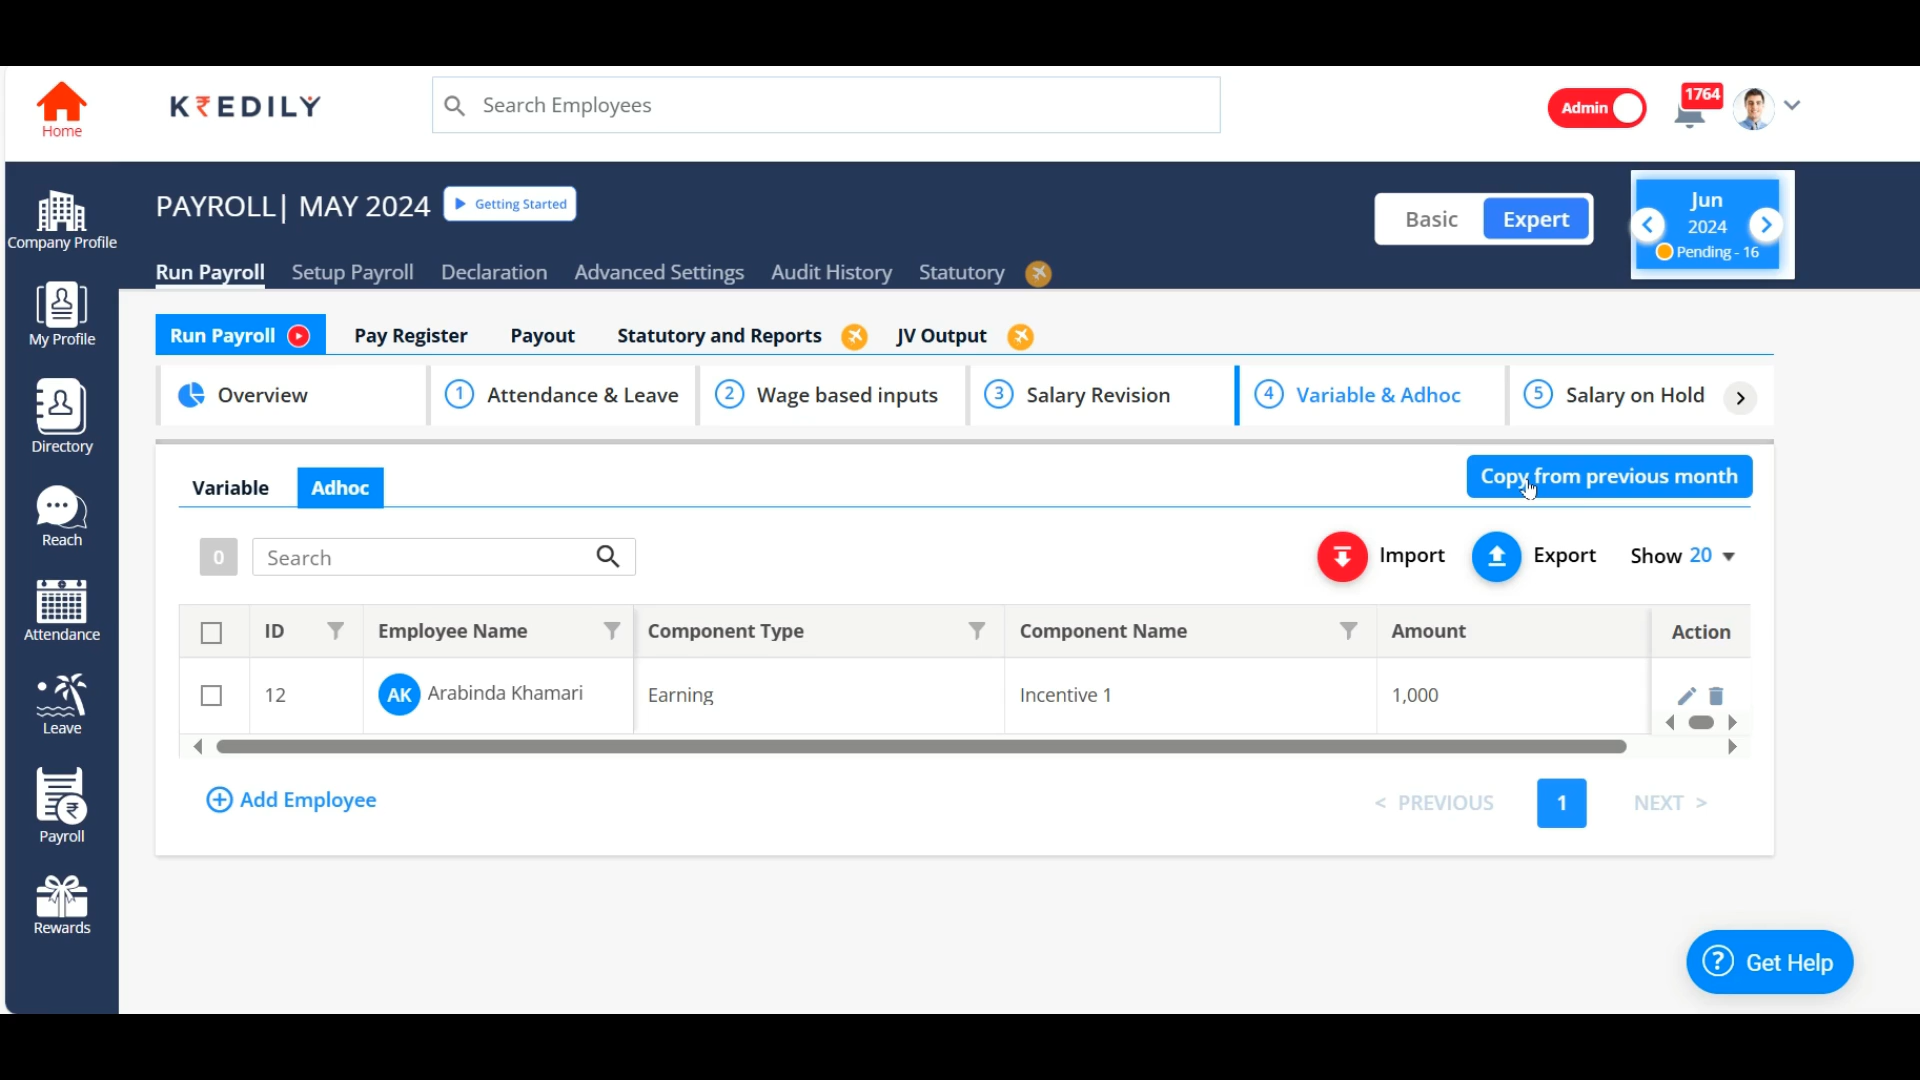 Home
K₹EDILY
Search Employees
Admin
1764
Company Profile
My Profile
Directory
Reach
Attendance
Leave
Payroll
Rewards
PAYROLL| MAY 2024
Getting Started
Basic
Expert
Jun
2024
Pending - 16
Run Payroll Setup Payroll Declaration Advanced Settings Audit History Statutory
Run Payroll Pay Register Payout Statutory and Reports JV Output
Overview 1 Attendance & Leave 2 Wage based inputs 3 Salary Revision 4 Variable & Adhoc 5 Salary on Hold
Variable Adhoc
Copy from previous month
0 Search
Import Export Show 20
ID Employee Name Component Type Component Name Amount Action
12 AK Arabinda Khamari Earning Incentive 1 1,000
Add Employee
< PREVIOUS 1 NEXT >
? Get Help